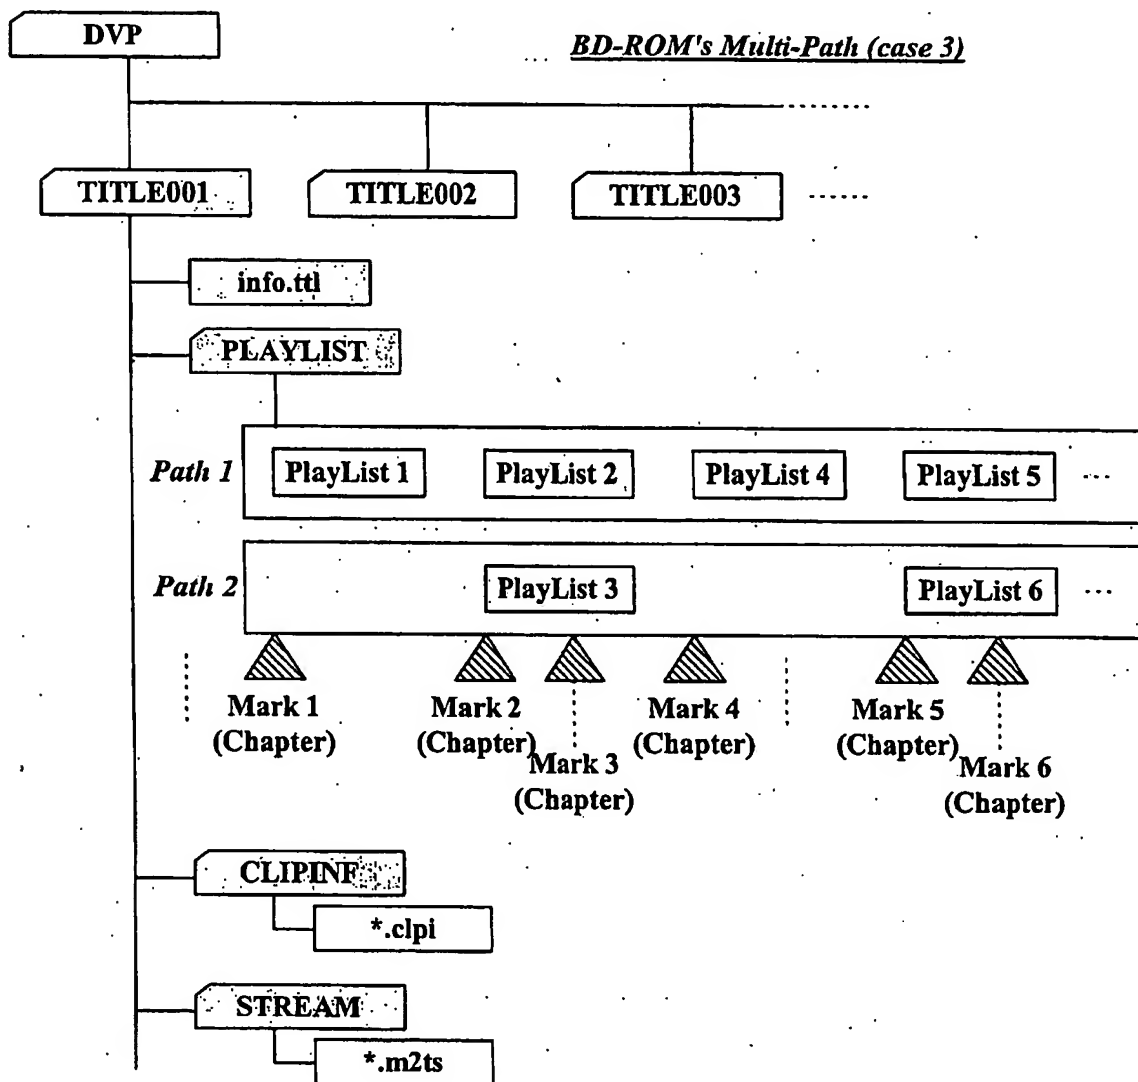 DVP
BD-ROM's Multi-Path (case 3)
TITLE001
TITLE002
TITLE003
info.ttl
PLAYLIST
Path 1
PlayList 1
PlayList 2
PlayList 4
PlayList 5
Path 2
PlayList 3
PlayList 6
Mark 1
(Chapter)
Mark 2
(Chapter)
Mark 3
(Chapter)
Mark 4
(Chapter)
Mark 5
(Chapter)
Mark 6
(Chapter)
CLIPINF
*.clpi
STREAM
*.m2ts